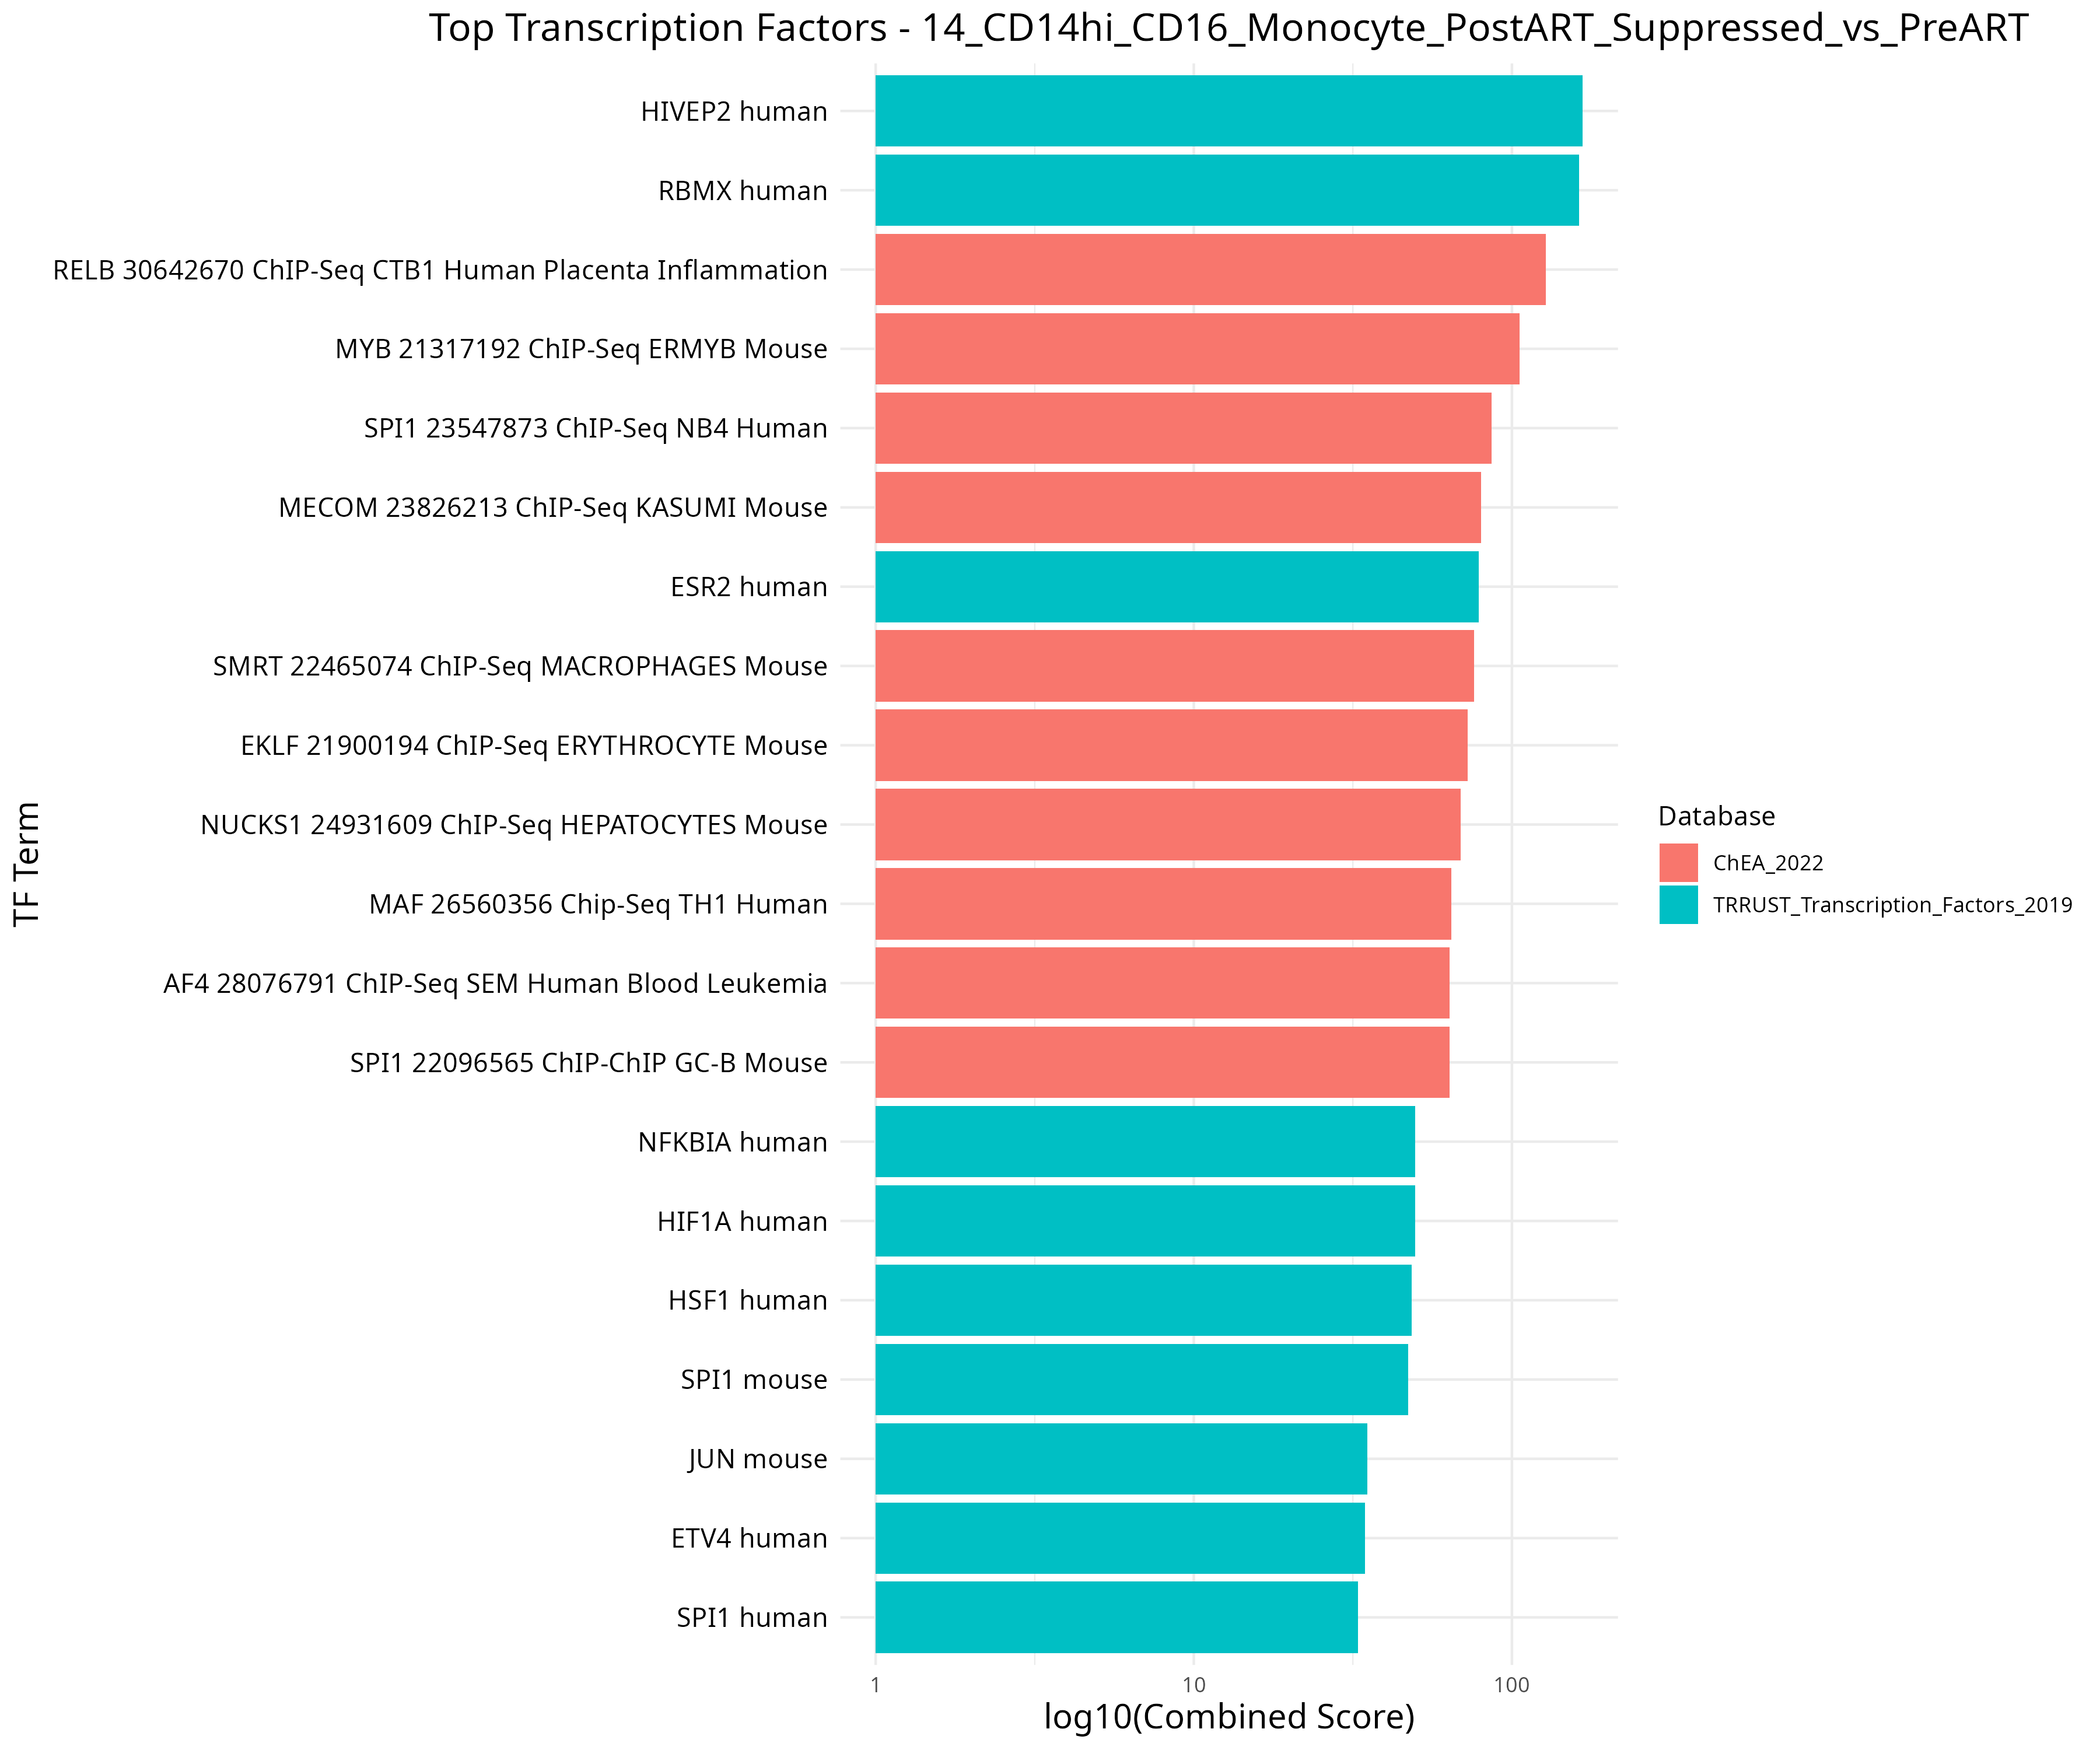 Top Transcription Factors - 14_CD14hi_CD16_Monocyte_PostART_Suppressed_vs_PreART
HIVEP2 human
RBMX human
RELB 30642670 ChIP-Seq CTB1 Human Placenta Inflammation
MYB 21317192 ChIP-Seq ERMYB Mouse
SPI1 23547873 ChIP-Seq NB4 Human
MECOM 23826213 ChIP-Seq KASUMI Mouse
ESR2 human
SMRT 22465074 ChIP-Seq MACROPHAGES Mouse
EKLF 21900194 ChIP-Seq ERYTHROCYTE Mouse
NUCKS1 24931609 ChIP-Seq HEPATOCYTES Mouse
MAF 26560356 Chip-Seq TH1 Human
AF4 28076791 ChIP-Seq SEM Human Blood Leukemia
SPI1 22096565 ChIP-ChIP GC-B Mouse
NFKBIA human
HIF1A human
HSF1 human
SPI1 mouse
JUN mouse
ETV4 human
SPI1 human
TF Term
1 10 100
log10(Combined Score)
Database
ChEA_2022
TRRUST_Transcription_Factors_2019